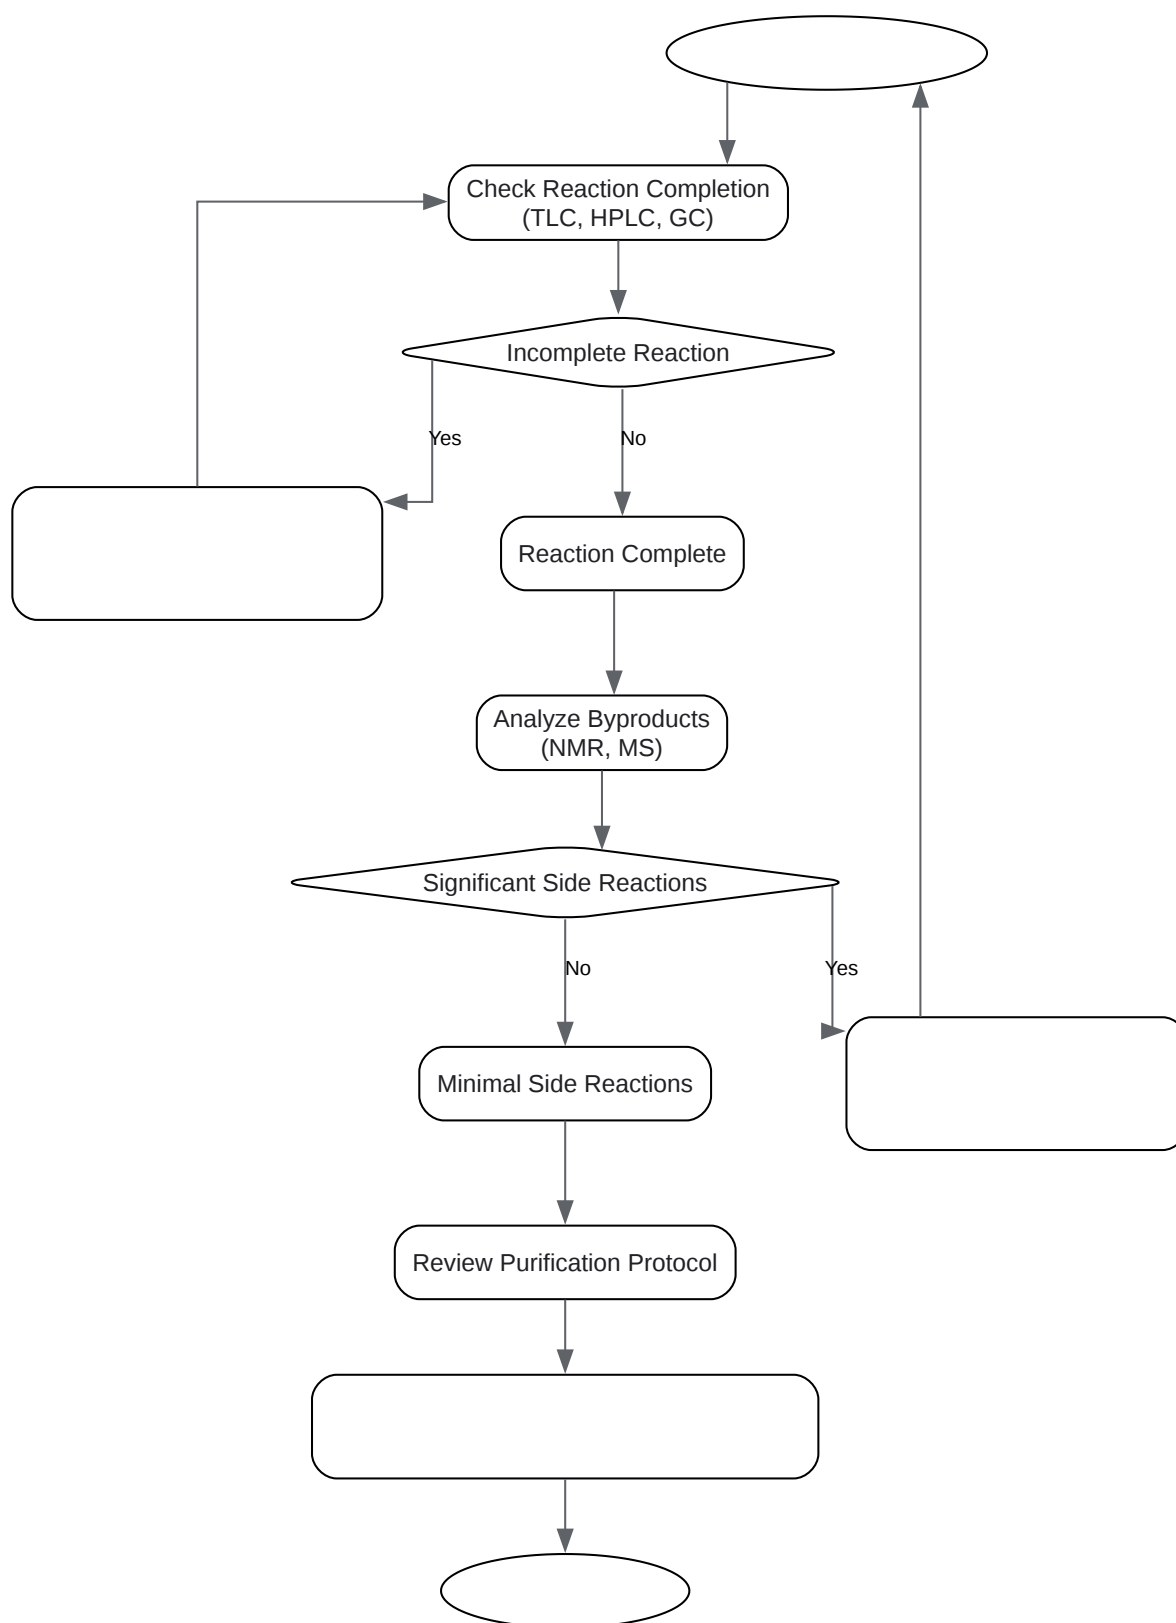 Check Reaction Completion
(TLC, HPLC, GC)
Incomplete Reaction
Yes
No
Reaction Complete
Analyze Byproducts
(NMR, MS)
Significant Side Reactions
No
Yes
Minimal Side Reactions
Review Purification Protocol